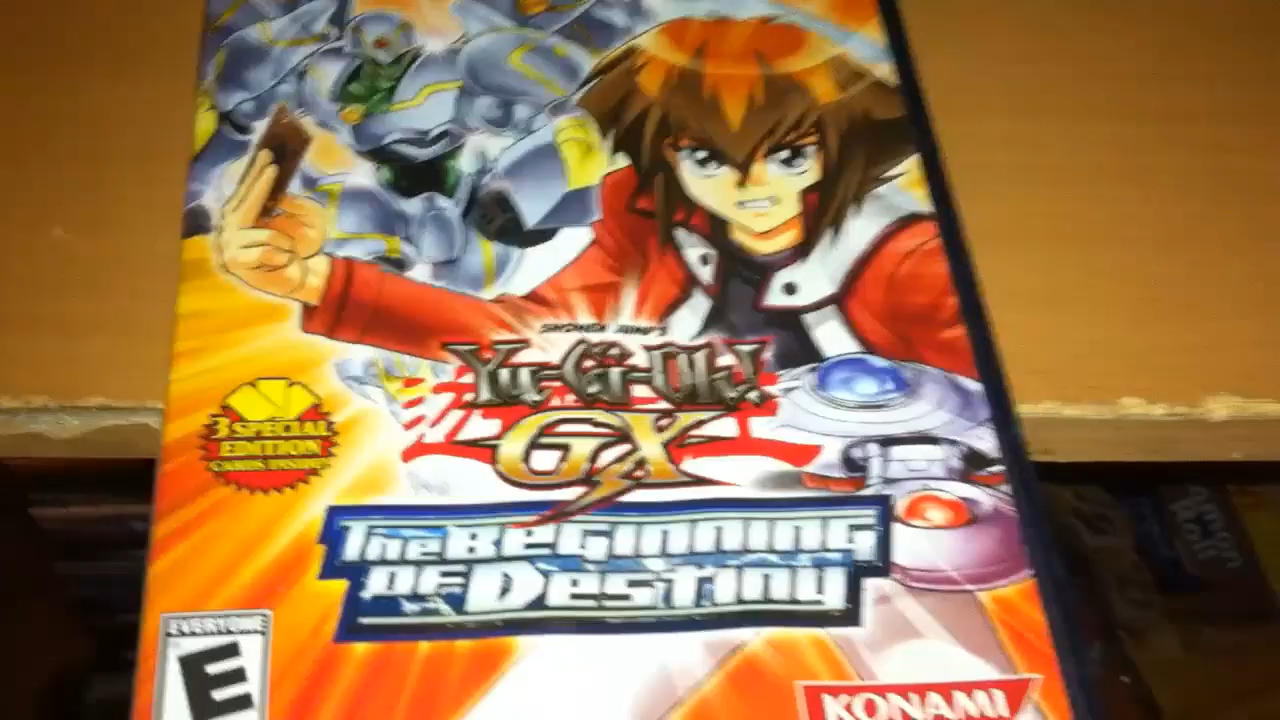 SHONEN JUMP'S
Yu-Gi-Oh!
GX
3 SPECIAL
EDITION
CARDS INSIDE!
The Beginning
of Destiny
EVERYONE
E
KONAMI